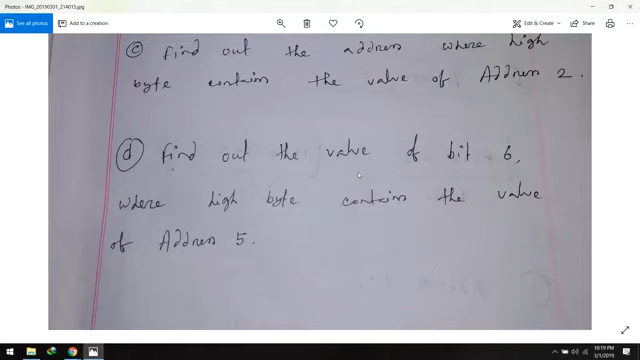 Photos - IMG_20190301_214015.jpg
See all photos
Add to a creation
Edit & Create
Share
c find out the address where high
byte contains the value of Address 2.
d find out the value of bit 6,
where high byte contains the value
of Address 5.
10:19 PM
3/1/2019